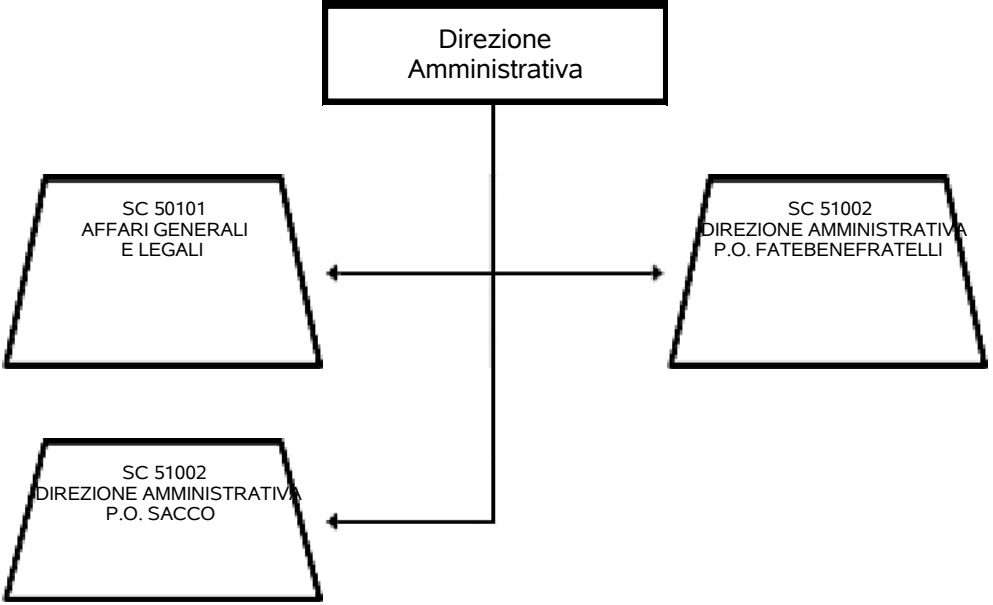 Direzione
Amministrativa
SC 50101
AFFARI GENERALI
E LEGALI
SC 51002
DIREZIONE AMMINISTRATIVA
P.O. FATEBENEFRATELLI
SC 51002
DIREZIONE AMMINISTRATIVA
P.O. SACCO